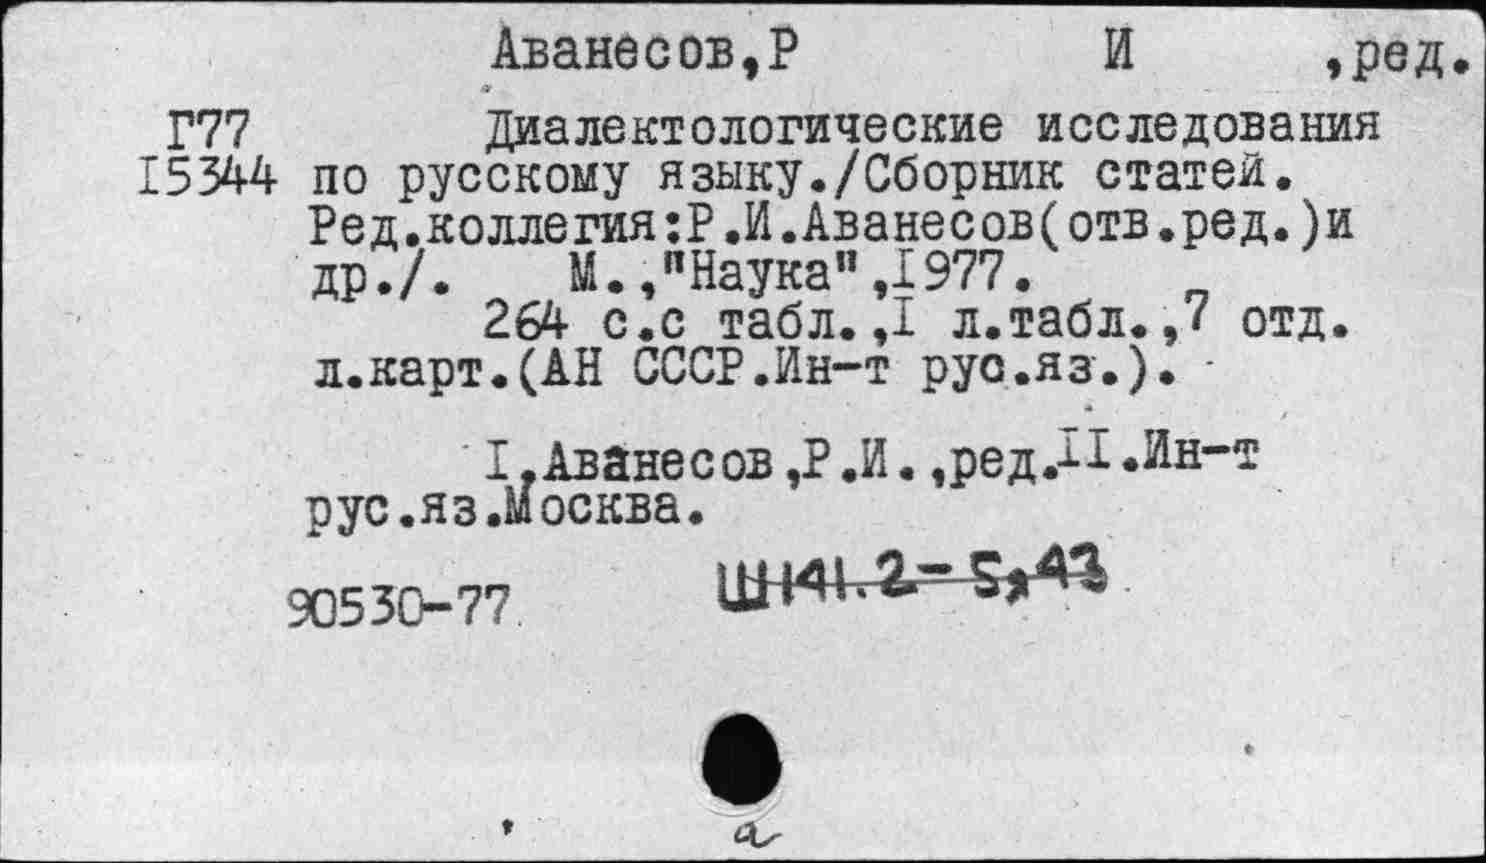 Аванесов,Р И ,ред.
Г77 Диалектологические исследования
I5344 по русскому языку./Сборник статей.
Ред.коллегия:Р.И.Аванесов(отв.ред.)и
др./. М.,"Наука",I977.
264 с.с табл.,I л.табл.,7 отд.
л.карт.(АН СССР.Ин-т рус.яз.).
I.Аванесов,Р.И.,ред.II.Ин-т
рус.яз.Москва.
90530-77 Ш141.2-5я43
а